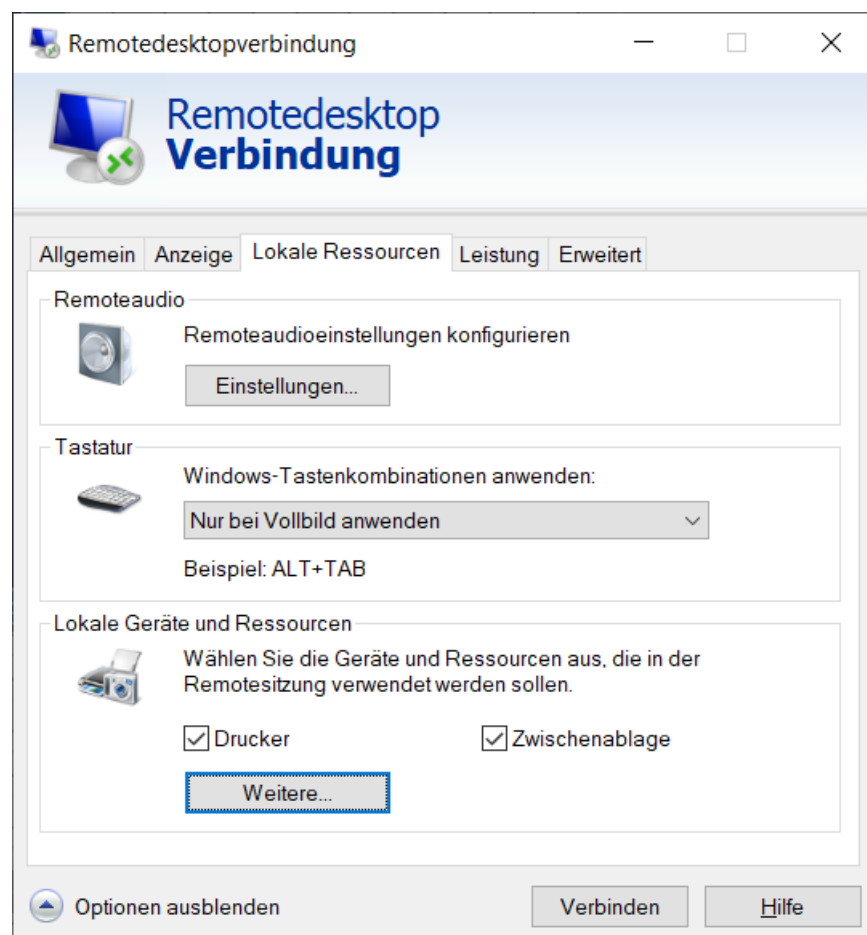 Remotedesktopverbindung
Remotedesktop
Verbindung
Allgemein Anzeige Lokale Ressourcen Leistung Erweitert
Remoteaudio
Remoteaudioeinstellungen konfigurieren
Einstellungen...
Tastatur
Windows-Tastenkombinationen anwenden:
Nur bei Vollbild anwenden
Beispiel: ALT+TAB
Lokale Geräte und Ressourcen
Wählen Sie die Geräte und Ressourcen aus, die in der
Remotesitzung verwendet werden sollen.
Drucker Zwischenablage
Weitere...
Optionen ausblenden Verbinden Hilfe